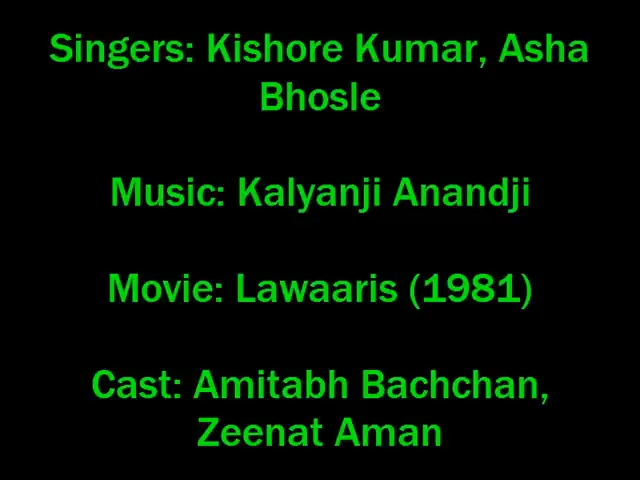 Singers: Kishore Kumar, Asha
Bhosle
Music: Kalyanji Anandji
Movie: Lawaaris (1981)
Cast: Amitabh Bachchan,
Zeenat Aman